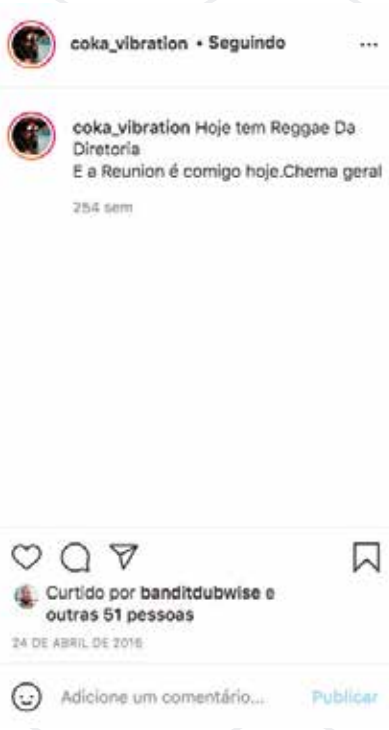 coka_vibration • Seguindo
...
coka_vibration Hoje tem Reggae Da
Diretoria
E a Reunion é comigo hoje.Chema geral
254 sem
Curtido por banditdubwise e
outras 51 pessoas
24 DE ABRIL DE 2016
Adicione um comentário...
Publicar